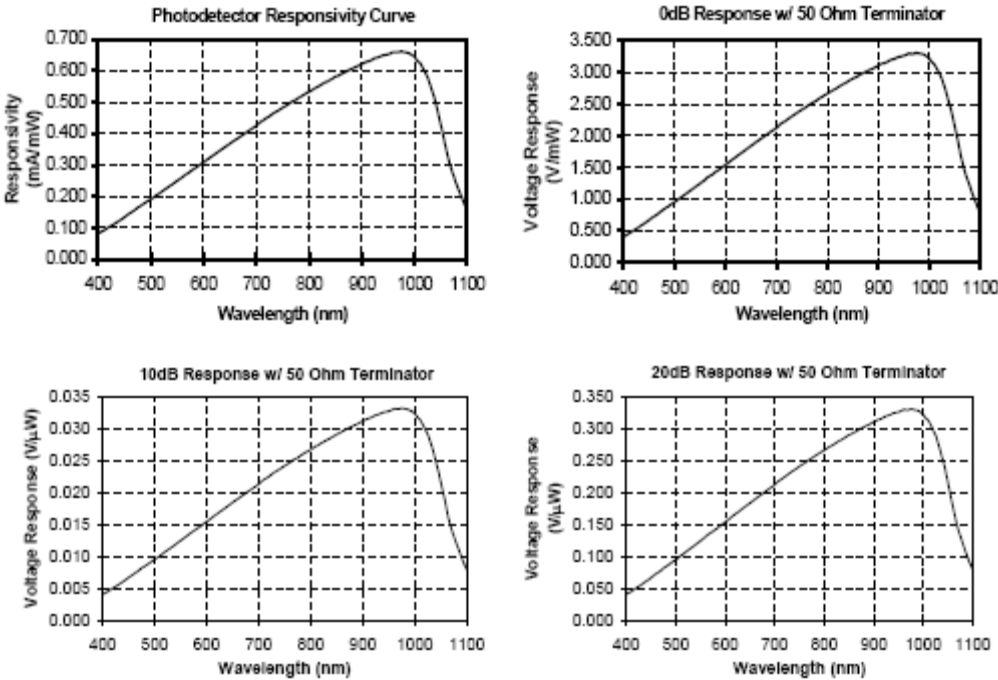 Photodetector Responsivity Curve
Responsivity
(mA/mW)
0.700
0.600
0.500
0.400
0.300
0.200
0.100
0.000
400 500 600 700 800 900 1000 1100
Wavelength (nm)
0dB Response w/ 50 Ohm Terminator
Voltage Response
(V/mW)
3.500
3.000
2.500
2.000
1.500
1.000
0.500
0.000
400 500 600 700 800 900 1000 1100
Wavelength (nm)
10dB Response w/ 50 Ohm Terminator
Voltage Response (V/μW)
0.035
0.030
0.025
0.020
0.015
0.010
0.005
0.000
400 500 600 700 800 900 1000 1100
Wavelength (nm)
20dB Response w/ 50 Ohm Terminator
Voltage Response
(V/μW)
0.350
0.300
0.250
0.200
0.150
0.100
0.050
0.000
400 500 600 700 800 900 1000 1100
Wavelength (nm)